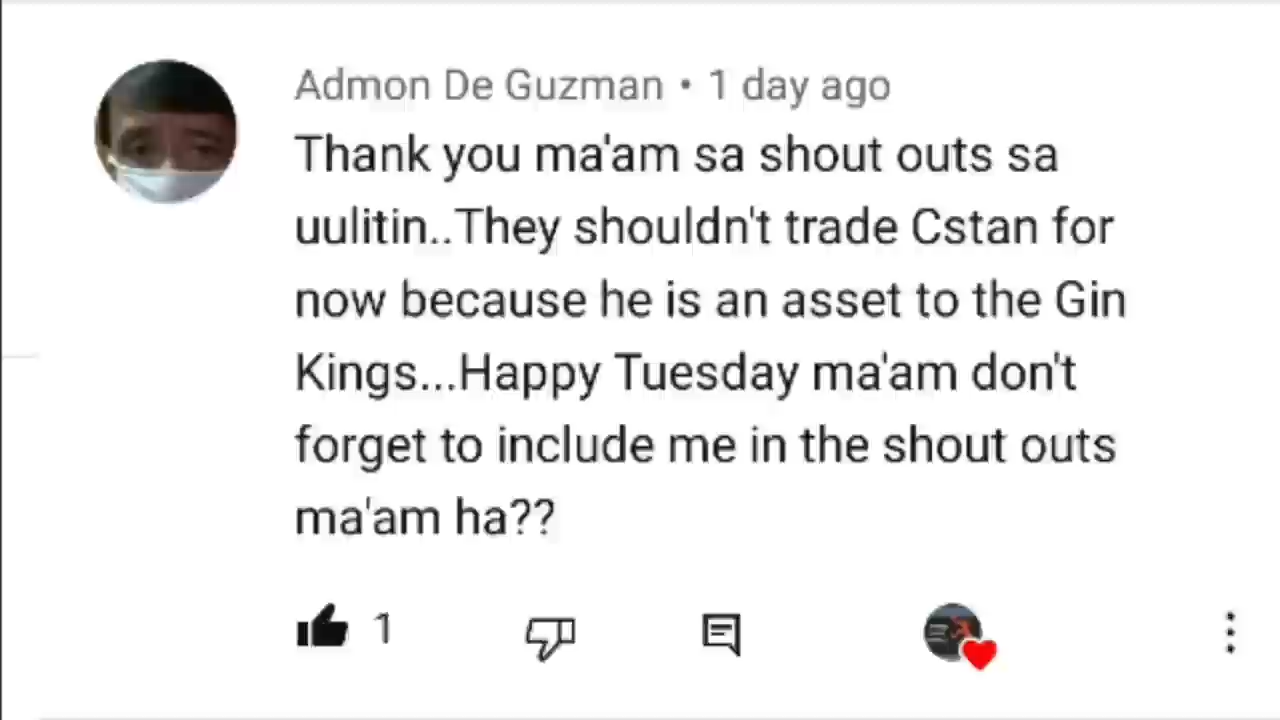 Admon De Guzman • 1 day ago
Thank you ma'am sa shout outs sa
uulitin..They shouldn't trade Cstan for
now because he is an asset to the Gin
Kings...Happy Tuesday ma'am don't
forget to include me in the shout outs
ma'am ha??
1